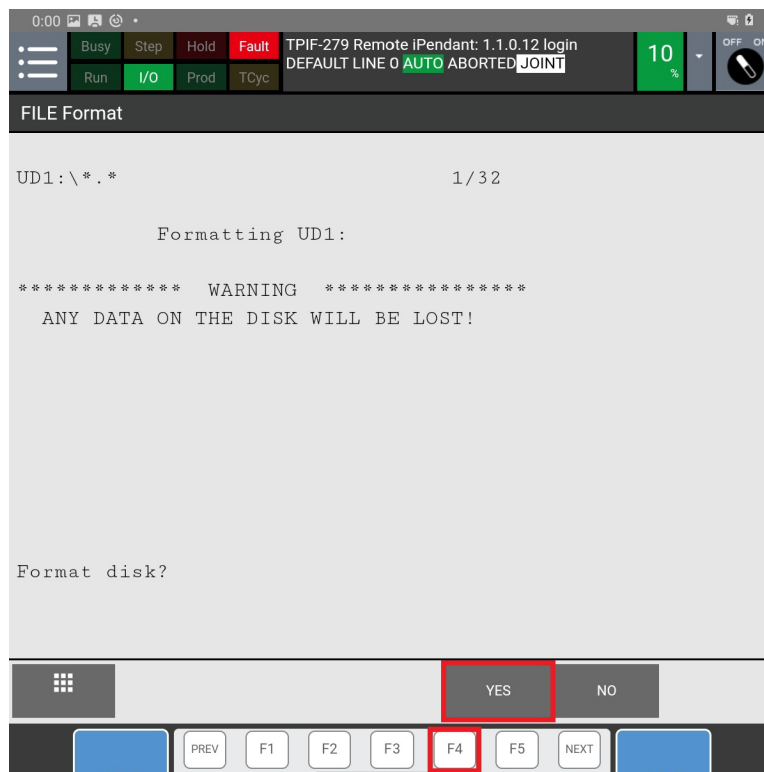 0:00
Busy Step Hold Fault TPIF-279 Remote iPendant: 1.1.0.12 login
Run I/O Prod TCyc DEFAULT LINE 0 AUTO ABORTED JOINT
10
%
OFF ON
FILE Format
UD1:\*.* 1/32
Formatting UD1:
************* WARNING ****************
ANY DATA ON THE DISK WILL BE LOST!
Format disk?
YES NO
PREV F1 F2 F3 F4 F5 NEXT